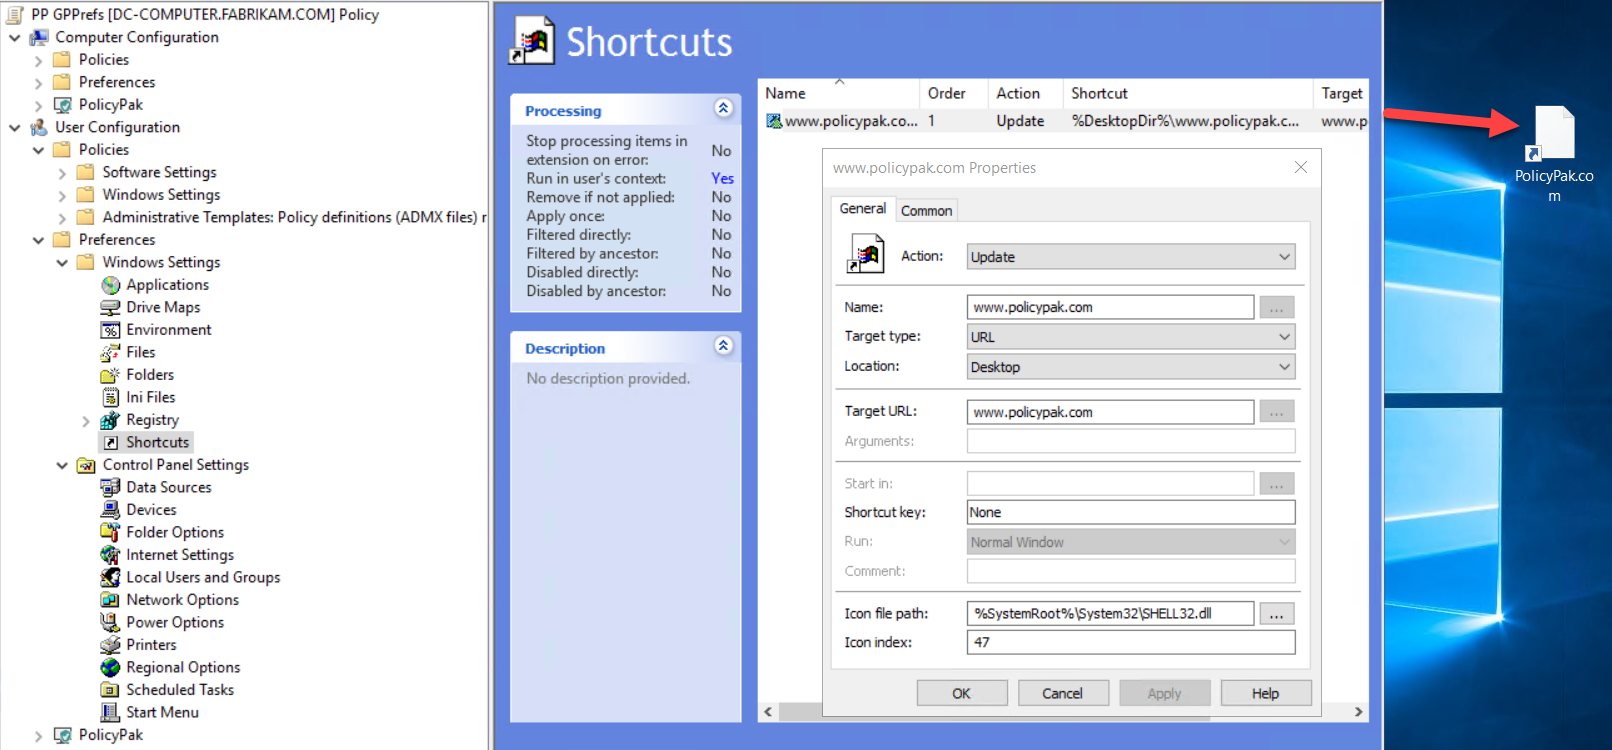 PP GPPrefs [DC-COMPUTER.FABRIKAM.COM] Policy
Computer Configuration
Policies
Preferences
PolicyPak
User Configuration
Policies
Software Settings
Windows Settings
Administrative Templates: Policy definitions (ADMX files) r
Preferences
Windows Settings
Applications
Drive Maps
Environment
Files
Folders
Ini Files
Registry
Shortcuts
Control Panel Settings
Data Sources
Devices
Folder Options
Internet Settings
Local Users and Groups
Network Options
Power Options
Printers
Regional Options
Scheduled Tasks
Start Menu
PolicyPak
Shortcuts
Processing
Stop processing items in
extension on error: No
Run in user's context: Yes
Remove if not applied: No
Apply once: No
Filtered directly: No
Filtered by ancestor: No
Disabled directly: No
Disabled by ancestor: No
Description
No description provided.
Name Order Action Shortcut Target
www.policypak.co... 1 Update %DesktopDir%\www.policypak.c... www.p
www.policypak.com Properties
General Common
Action: Update
Name: www.policypak.com ...
Target type: URL
Location: Desktop
Target URL: www.policypak.com ...
Arguments:
Start in: ...
Shortcut key: None
Run: Normal Window
Comment:
Icon file path: %SystemRoot%\System32\SHELL32.dll ...
Icon index: 47
OK Cancel Apply Help
PolicyPak.co
m